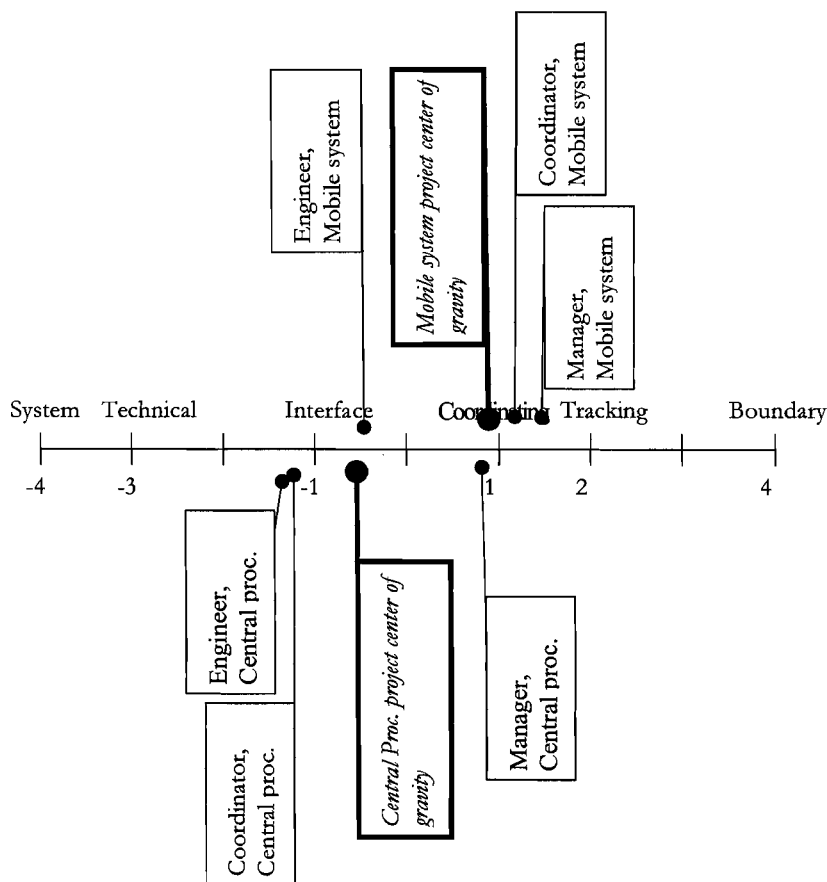 Coordinator,
Mobile system
Engineer,
Mobile system
Mobile system project center of
gravity
Manager,
Mobile system
System Technical Interface Coordinating Tracking Boundary
-4 -3 -1 1 2 4
Engineer,
Central proc.
Central Proc. project center of
gravity
Manager,
Central proc.
Coordinator,
Central proc.